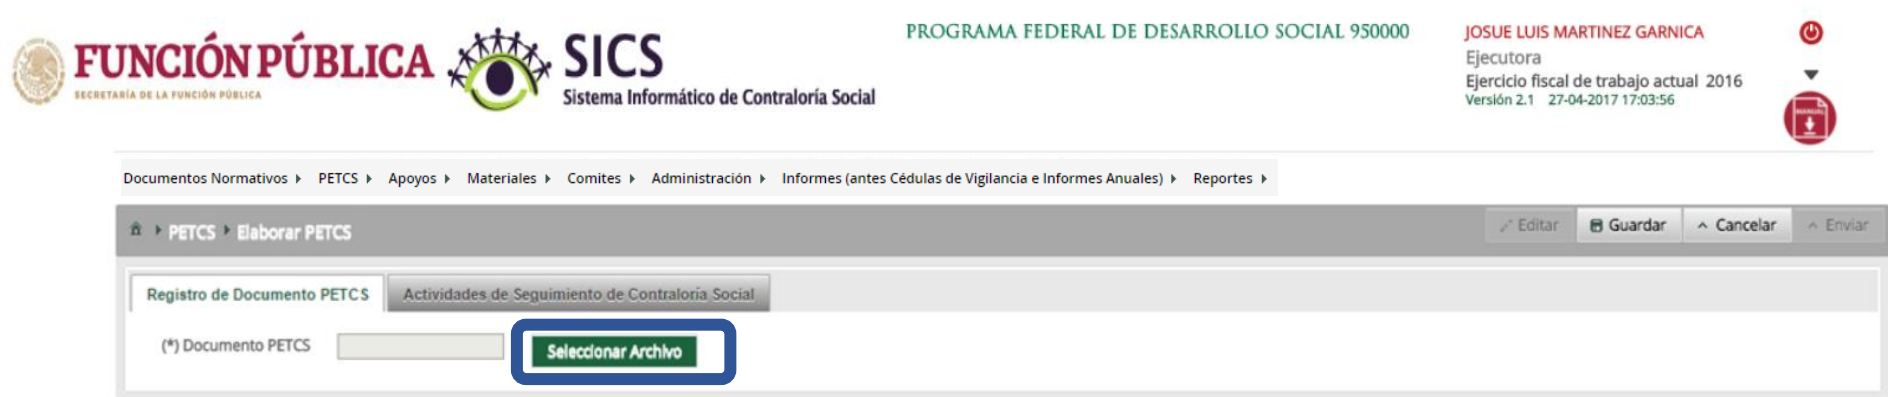 FUNCIÓN PÚBLICA
SECRETARÍA DE LA FUNCIÓN PÚBLICA
SICS
Sistema Informático de Contraloría Social
PROGRAMA FEDERAL DE DESARROLLO SOCIAL 950000
JOSUE LUIS MARTINEZ GARNICA
Ejecutora
Ejercicio fiscal de trabajo actual 2016
Versión 2.1 27-04-2017 17:03:56
MANUAL
Documentos Normativos PETCS Apoyos Materiales Comites Administración Informes (antes Cédulas de Vigilancia e Informes Anuales) Reportes
PETCS Elaborar PETCS
Editar Guardar Cancelar Enviar
Registro de Documento PETCS Actividades de Seguimiento de Contraloria Social
(*) Documento PETCS Seleccionar Archivo